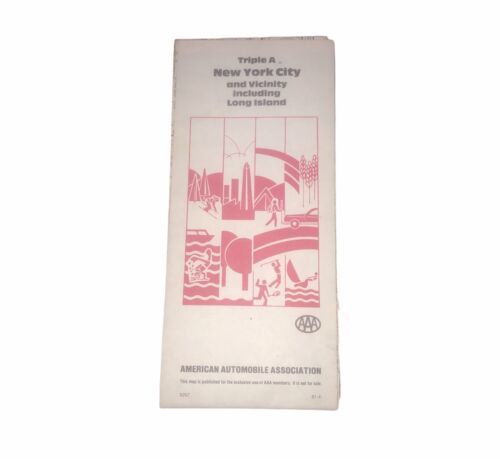 Triple A
New York City
and Vicinity
including
Long Island
AAA
AMERICAN AUTOMOBILE ASSOCIATION
This map is published for the exclusive use of AAA members. It is not for sale.